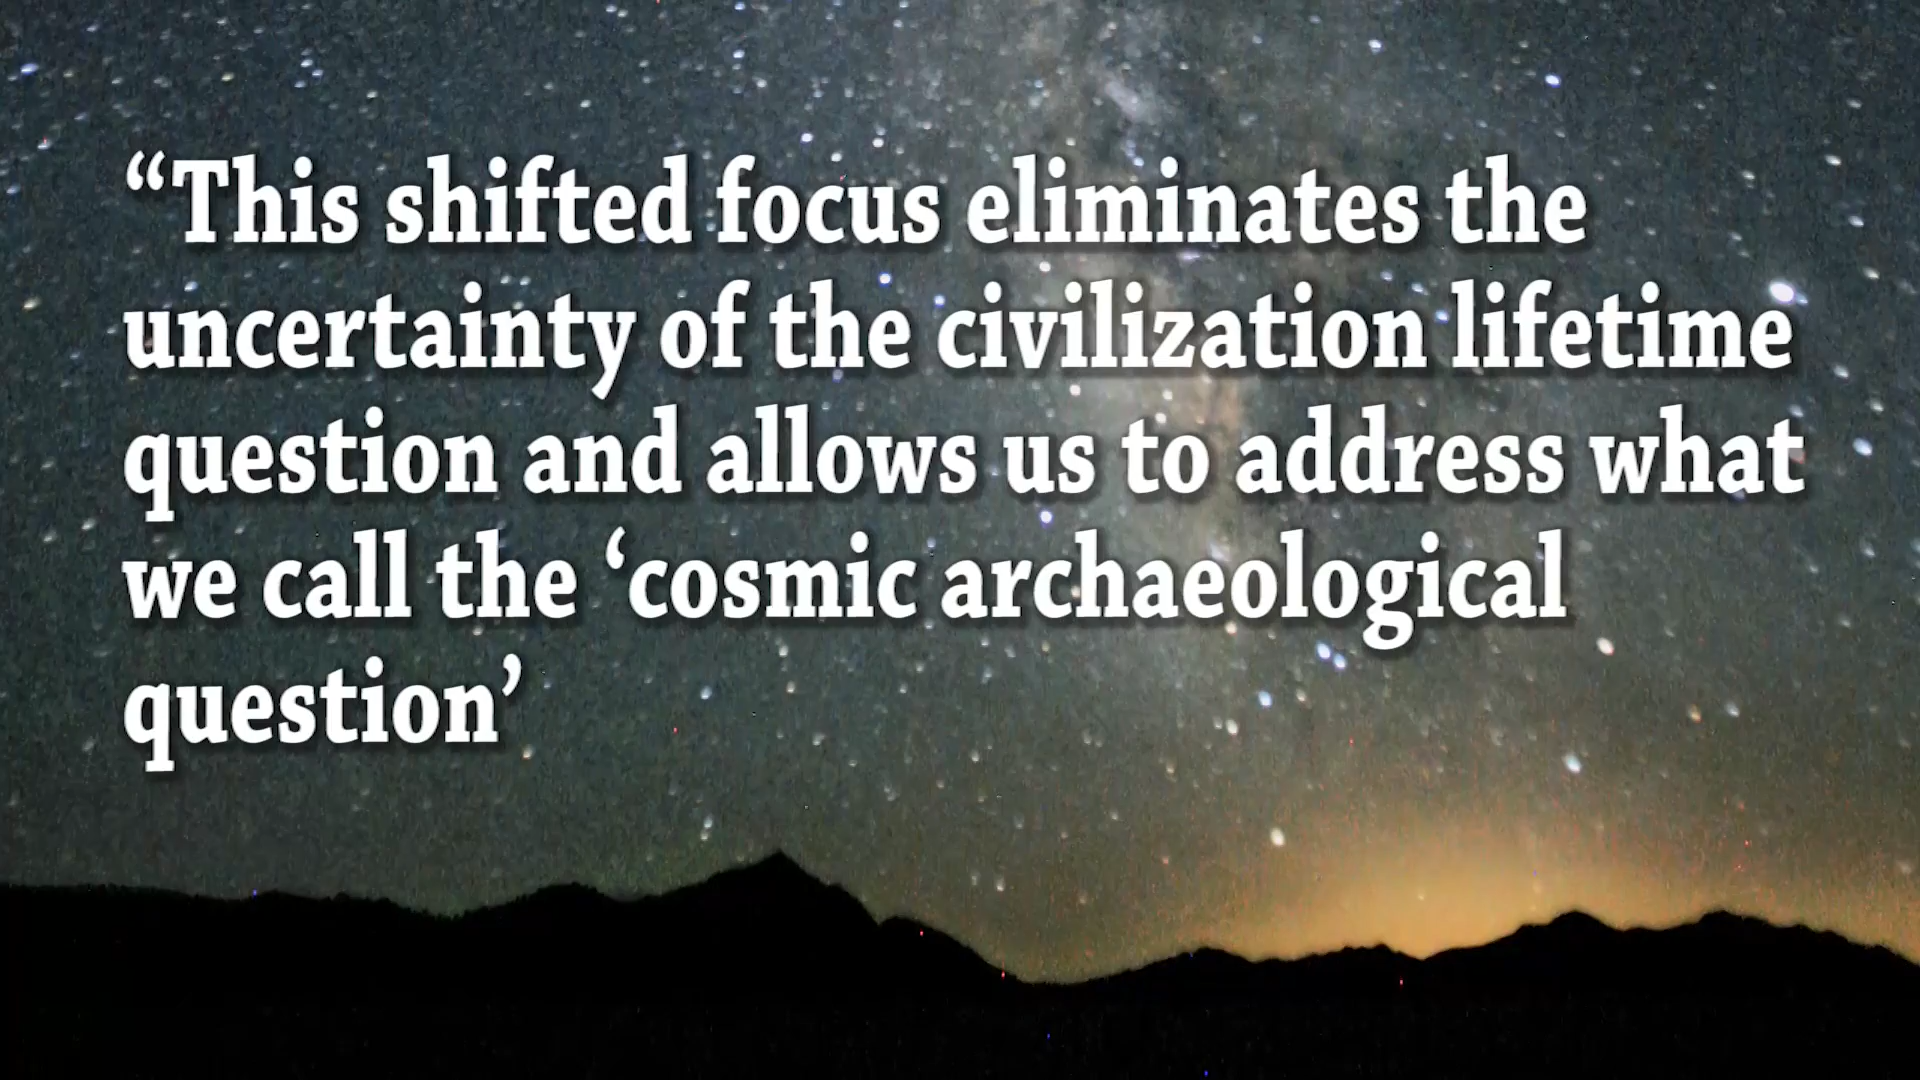 “This shifted focus eliminates the
uncertainty of the civilization lifetime
question and allows us to address what
we call the ‘cosmic archaeological
question’